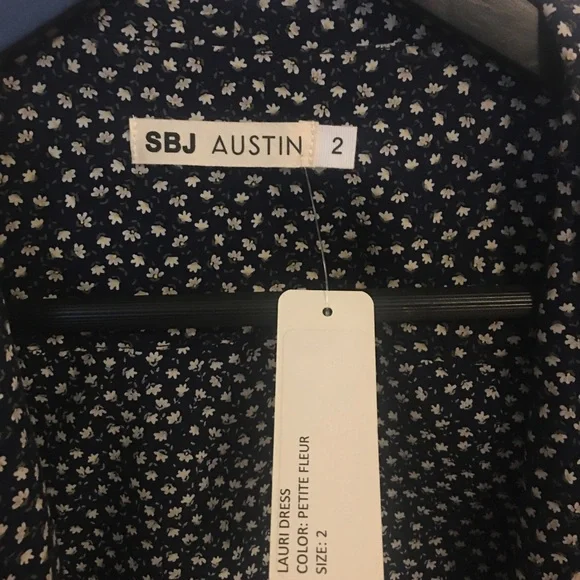 SBJ AUSTIN 2
LAURI DRESS
COLOR: PETITE FLEUR
SIZE: 2